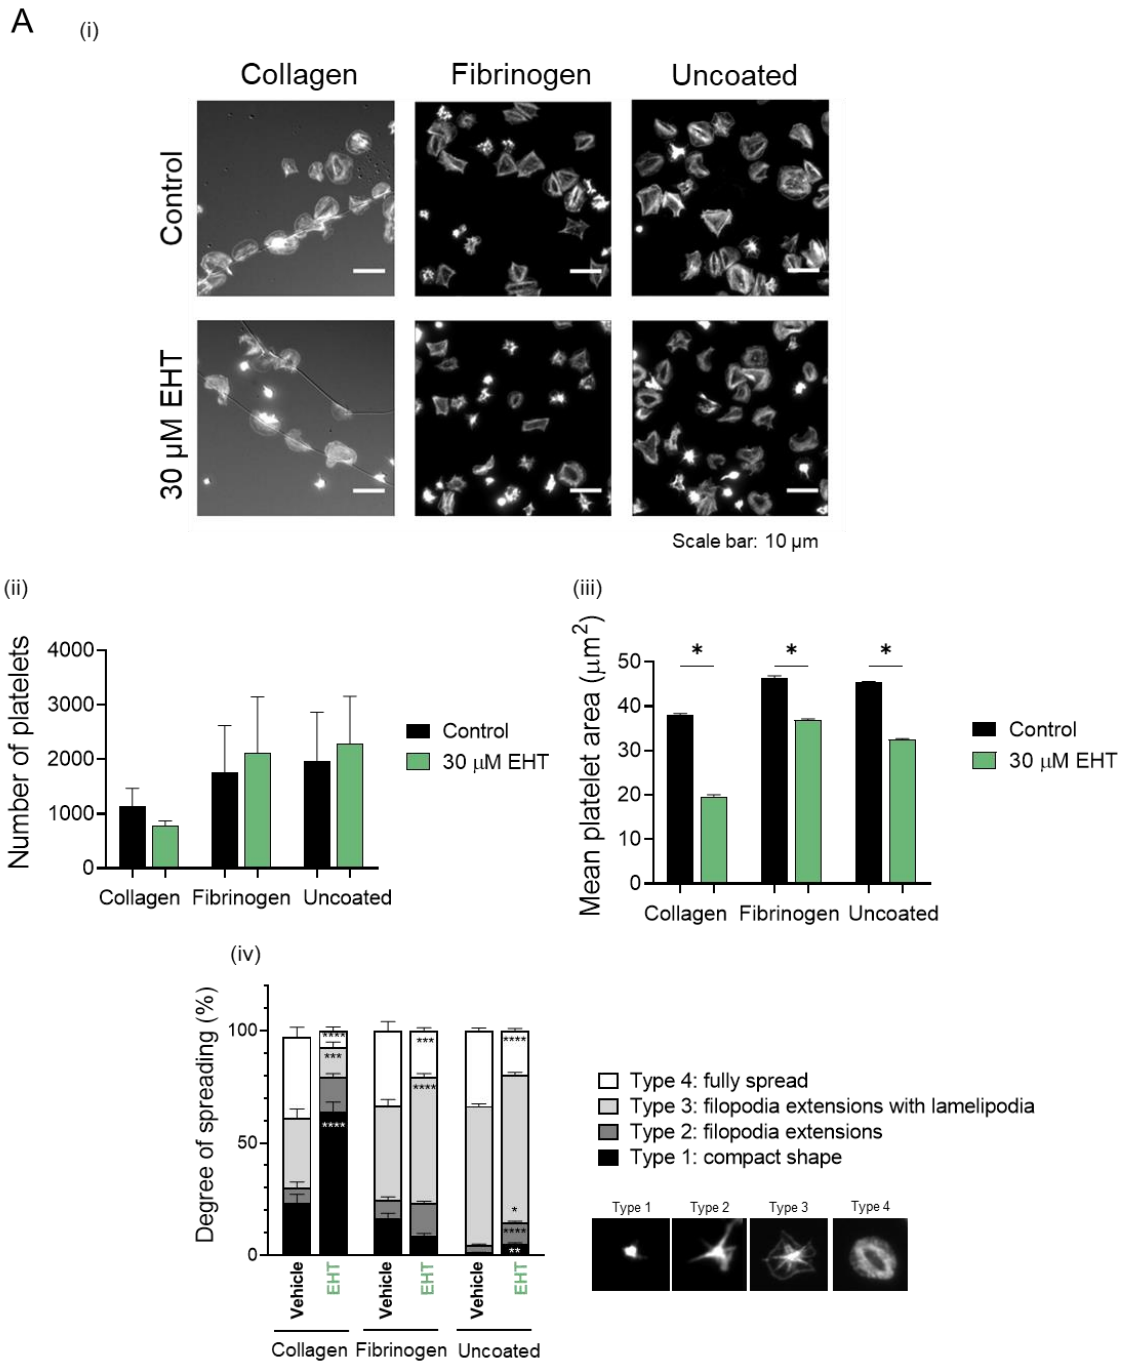 A
(i)
Collagen Fibrinogen Uncoated
Control
30 µM EHT
Scale bar: 10 µm
(ii)
Number of platelets
4000
3000
2000
1000
0
Collagen Fibrinogen Uncoated
Control
30 µM EHT
(iii)
Mean platelet area (µm²)
50
40
30
20
10
0
* * *
Collagen Fibrinogen Uncoated
Control
30 µM EHT
(iv)
Degree of spreading (%)
100
50
0
****
***
****
***
****
****
*
****
**
Vehicle EHT Vehicle EHT Vehicle EHT
Collagen Fibrinogen Uncoated
Type 4: fully spread
Type 3: filopodia extensions with lamelipodia
Type 2: filopodia extensions
Type 1: compact shape
Type 1 Type 2 Type 3 Type 4